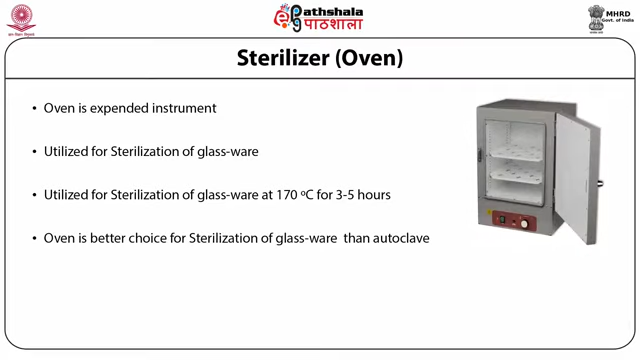 ePathshala
पाठशाला
MHRD
Govt. of India
Sterilizer (Oven)
• Oven is expended instrument
• Utilized for Sterilization of glass-ware
• Utilized for Sterilization of glass-ware at 170 ºC for 3-5 hours
• Oven is better choice for Sterilization of glass-ware than autoclave